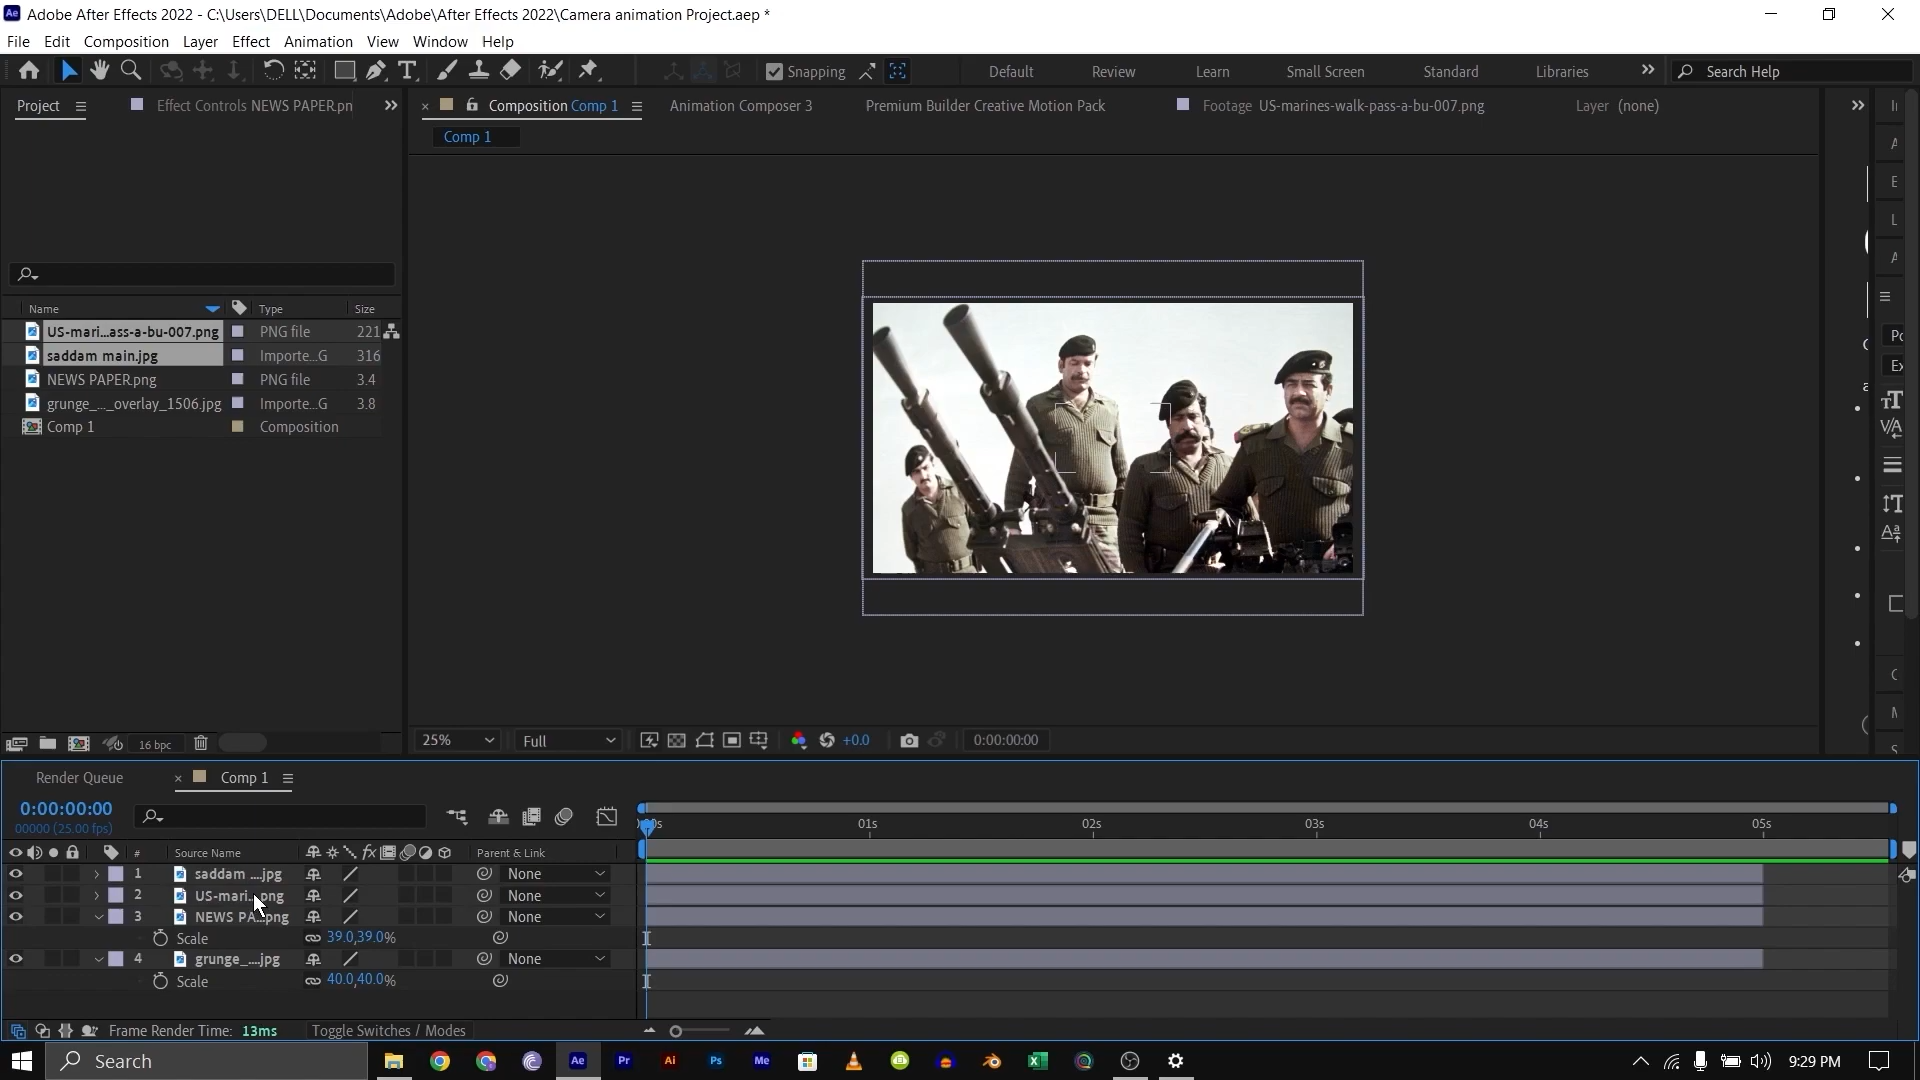 Adobe After Effects 2022 - C:\Users\DELL\Documents\Adobe\After Effects 2022\Camera animation Project.aep *
File Edit Composition Layer Effect Animation View Window Help
Snapping Default Review Learn Small Screen Standard Libraries Search Help
Project Effect Controls NEWS PAPER.pn Composition Comp 1 Animation Composer 3 Premium Builder Creative Motion Pack Footage US-marines-walk-pass-a-bu-007.png Layer (none)
Comp 1
Name Type Size
US-mari...ass-a-bu-007.png PNG file 221
saddam main.jpg Importe...G 316
NEWS PAPER.png PNG file 3.4
grunge_..._overlay_1506.jpg Importe...G 3.8
Comp 1 Composition
16 bpc 25% Full +0.0 0:00:00:00
Render Queue Comp 1
0:00:00:00
00000 (25.00 fps)
01s 02s 03s 04s 05s
# Source Name fx Parent & Link
1 saddam ....jpg None
2 US-mari...png None
3 NEWS PA...png None
Scale 39.0,39.0%
4 grunge_....jpg None
Scale 40.0,40.0%
Frame Render Time: 13ms Toggle Switches / Modes
Search Ae Pr Ai Ps Me 9:29 PM